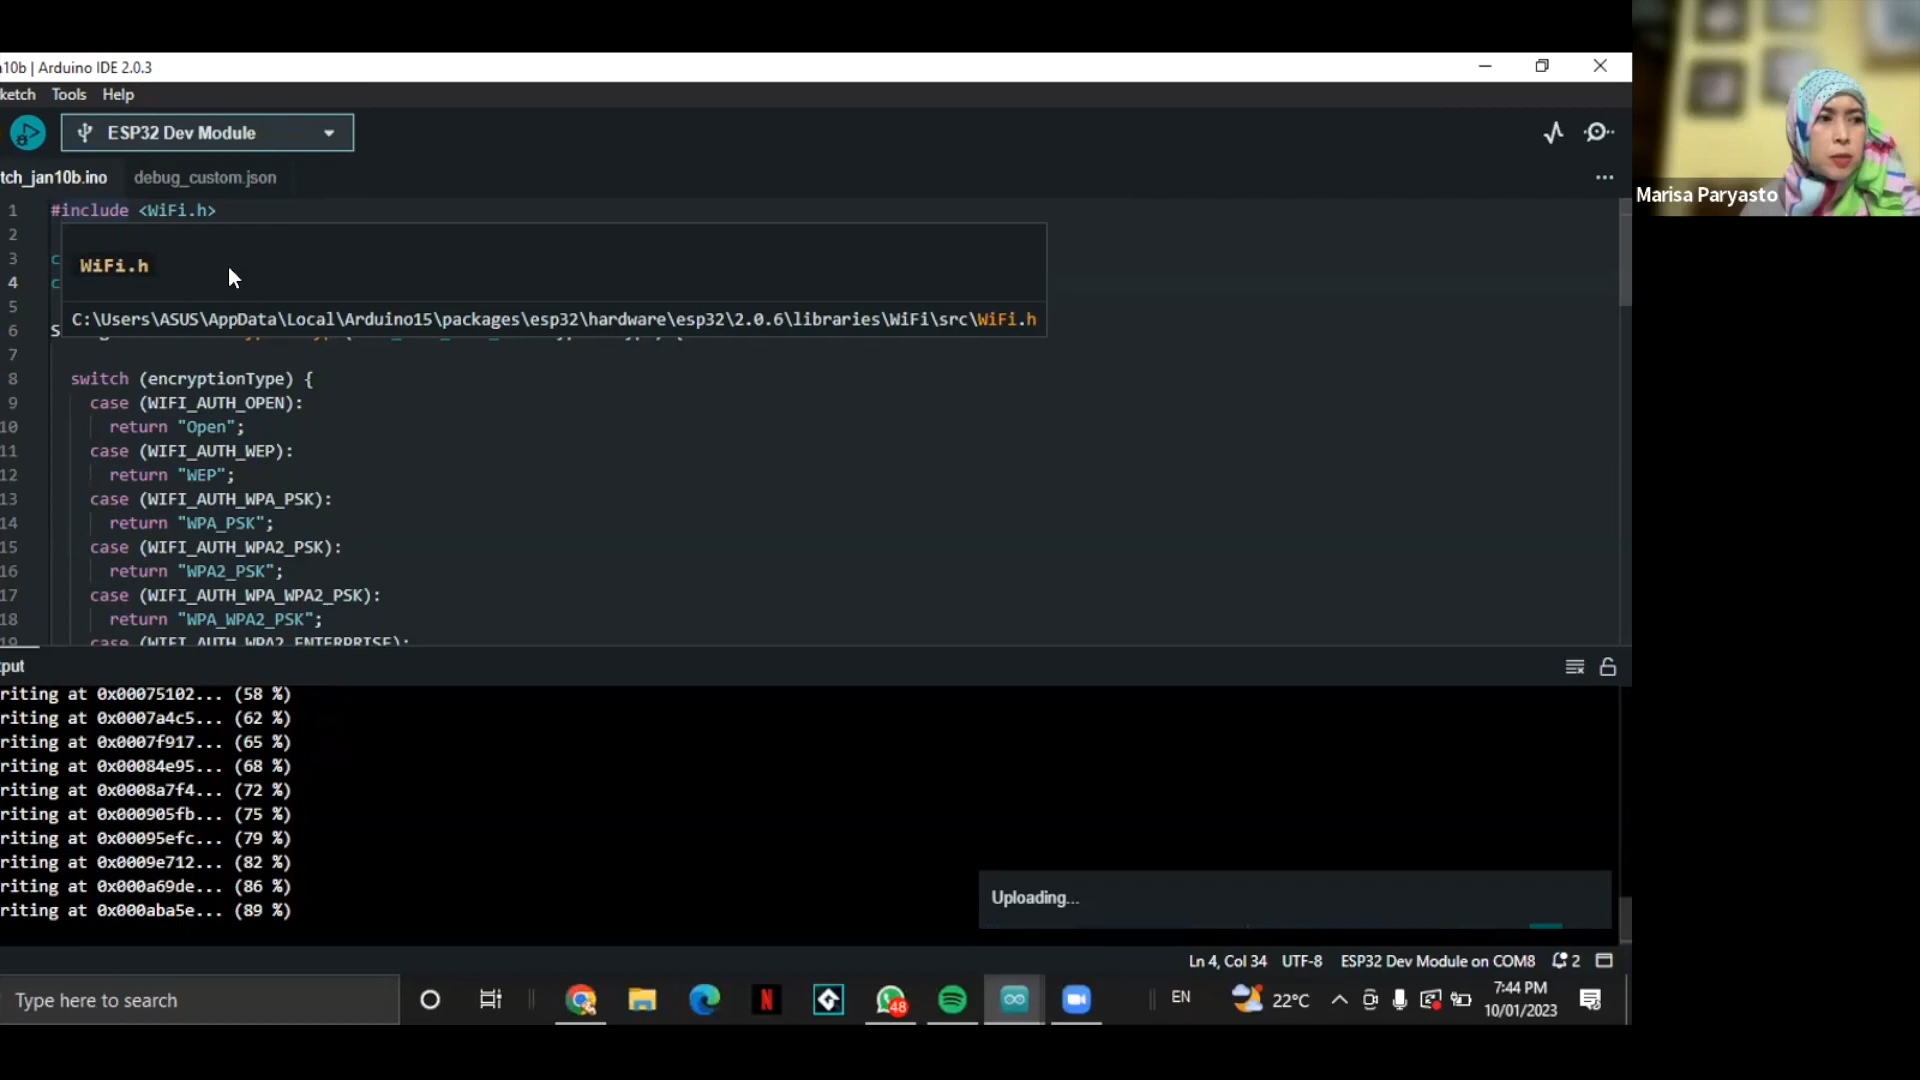 n10b | Arduino IDE 2.0.3
ketch Tools Help
ESP32 Dev Module
tch_jan10b.ino debug_custom.json
1 #include <WiFi.h>
2
WiFi.h
3 c
4 c
5
C:\Users\ASUS\AppData\Local\Arduino15\packages\esp32\hardware\esp32\2.0.6\libraries\WiFi\src\WiFi.h
6 S
7
8 switch (encryptionType) {
9 case (WIFI_AUTH_OPEN):
10 return "Open";
11 case (WIFI_AUTH_WEP):
12 return "WEP";
13 case (WIFI_AUTH_WPA_PSK):
14 return "WPA_PSK";
15 case (WIFI_AUTH_WPA2_PSK):
16 return "WPA2_PSK";
17 case (WIFI_AUTH_WPA_WPA2_PSK):
18 return "WPA_WPA2_PSK";
19 case (WIFI_AUTH_WPA2_ENTERPRISE):
put
riting at 0x00075102... (58 %)
riting at 0x0007a4c5... (62 %)
riting at 0x0007f917... (65 %)
riting at 0x00084e95... (68 %)
riting at 0x0008a7f4... (72 %)
riting at 0x000905fb... (75 %)
riting at 0x00095efc... (79 %)
riting at 0x0009e712... (82 %)
riting at 0x000a69de... (86 %)
riting at 0x000aba5e... (89 %)
Uploading...
Ln 4, Col 34 UTF-8 ESP32 Dev Module on COM8 2
Type here to search
48
EN
22°C
7:44 PM
10/01/2023
Marisa Paryasto